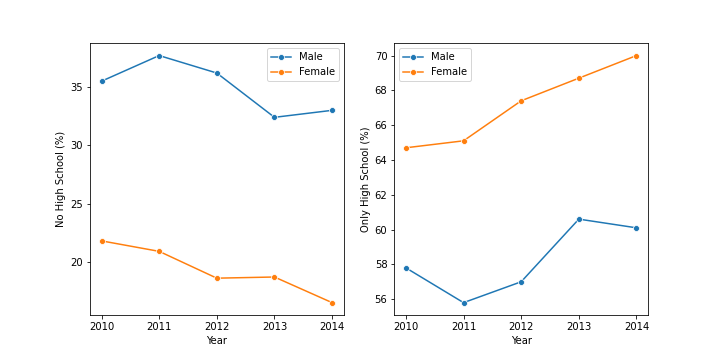 Male
Female
No High School (%)
35
30
25
20
2010 2011 2012 2013 2014
Year
Male
Female
Only High School (%)
70
68
66
64
62
60
58
56
2010 2011 2012 2013 2014
Year